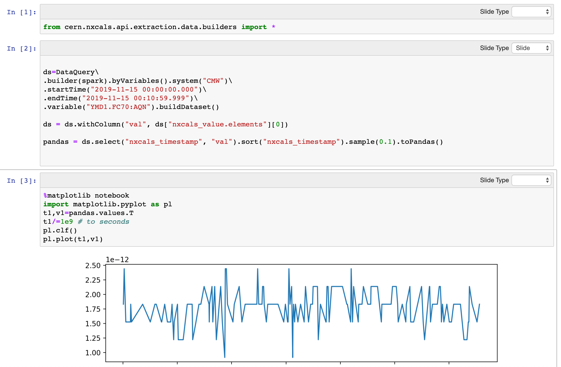 In [1]:
Slide Type
from cern.nxcals.api.extraction.data.builders import *
In [2]:
Slide Type Slide
ds=DataQuery\
.builder(spark).byVariables().system("CMW")\
.startTime("2019-11-15 00:00:00.000")\
.endTime("2019-11-15 00:10:59.999")\
.variable("YMD1.FC70:AQN").buildDataset()
ds = ds.withColumn("val", ds["nxcals_value.elements"][0])
pandas = ds.select("nxcals_timestamp", "val").sort("nxcals_timestamp").sample(0.1).toPandas()
In [3]:
Slide Type
%matplotlib notebook
import matplotlib.pyplot as pl
t1,v1=pandas.values.T
t1/=1e9 # to seconds
pl.clf()
pl.plot(t1,v1)
1e-12
2.50
2.25
2.00
1.75
1.50
1.25
1.00